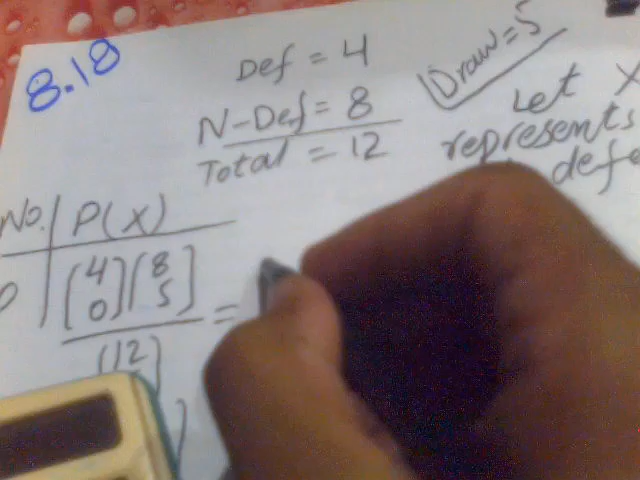 8.18
Def = 4
N-Def = 8
Total = 12
Draw = 5
Let X
represents
No. P(X)
0 (4 0)(8 5) =
(12